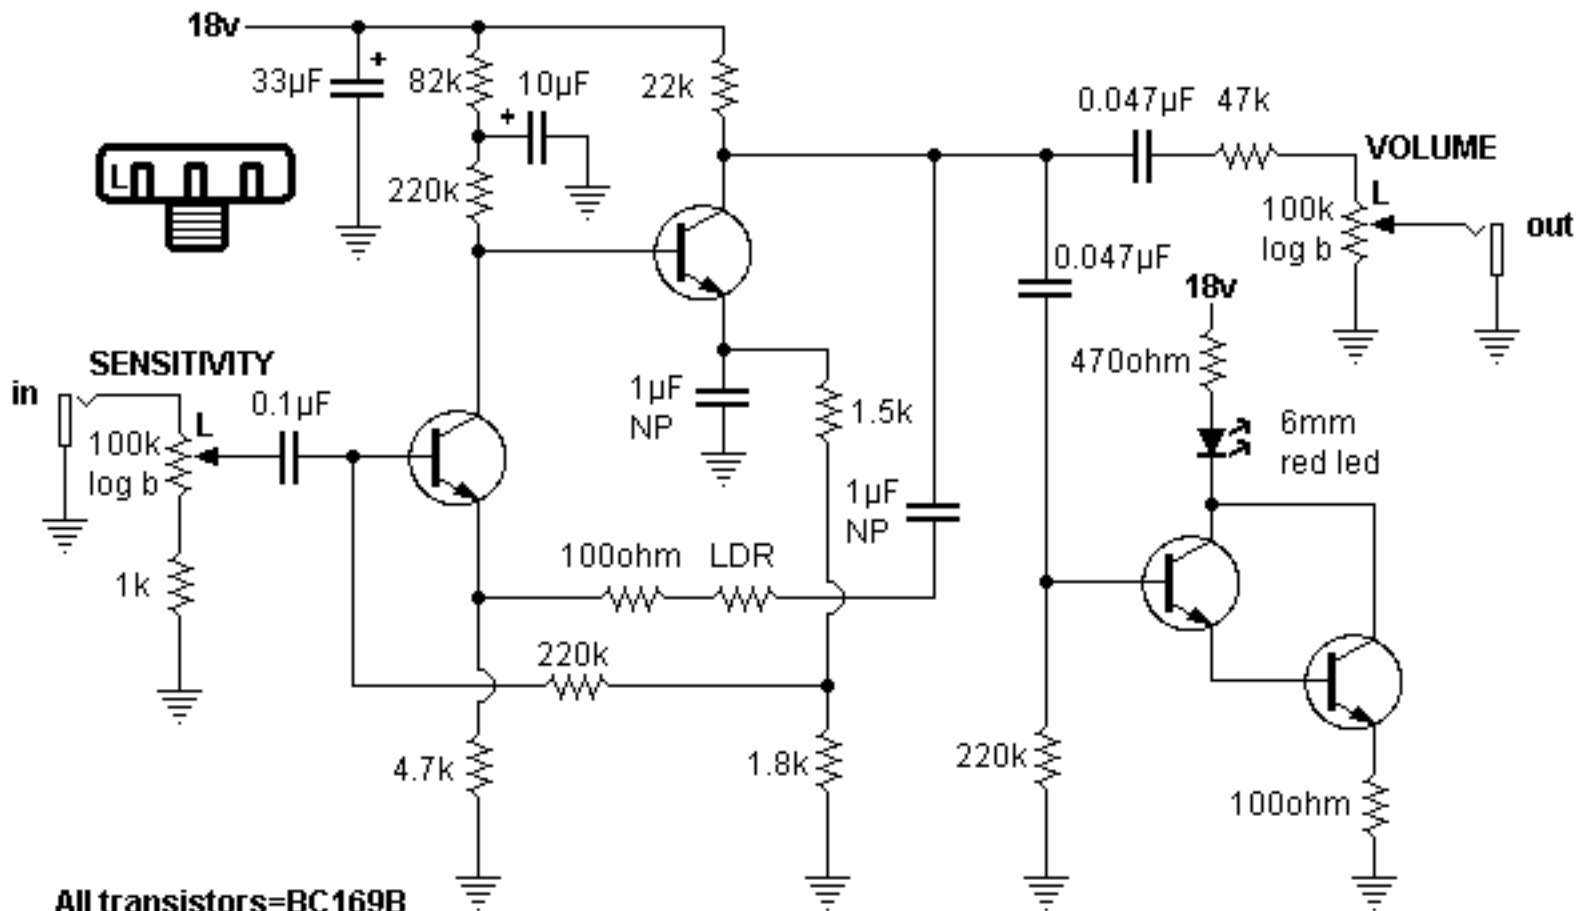 18v
33µF
+
82k
+
10µF
22k
0.047µF 47k
VOLUME
L
220k
L
100k
log b
out
0.047µF
18v
SENSITIVITY
in
0.1µF
470ohm
1µF
NP
1.5k
L
100k
log b
6mm
red led
1µF
NP
100ohm LDR
1k
220k
4.7k
1.8k
220k
100ohm
All transistors=BC169B